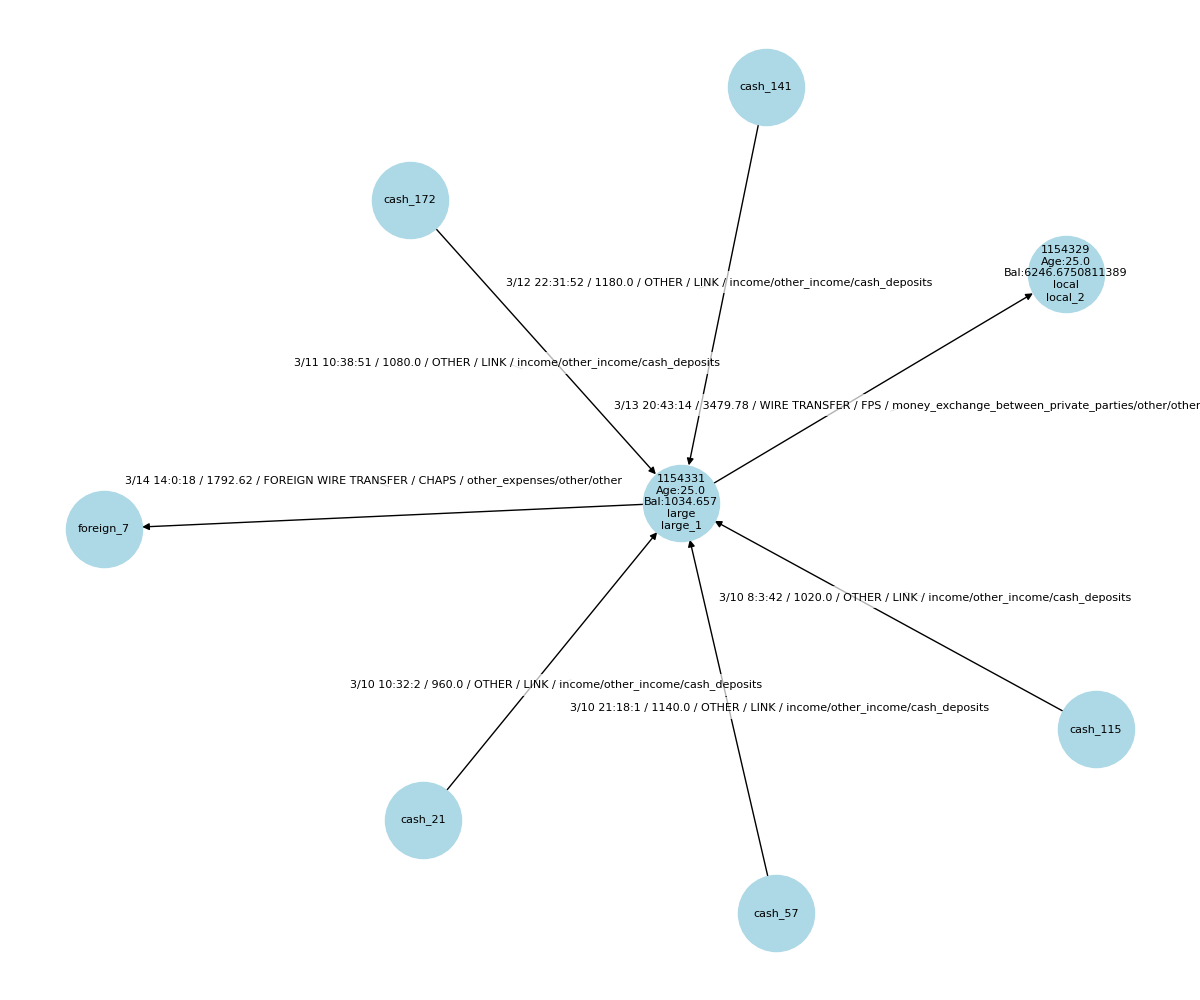 cash_141
cash_172
1154329
Age:25.0
Bal:6246.6750811389
local
local_2
3/12 22:31:52 / 1180.0 / OTHER / LINK / income/other_income/cash_deposits
3/11 10:38:51 / 1080.0 / OTHER / LINK / income/other_income/cash_deposits
3/13 20:43:14 / 3479.78 / WIRE TRANSFER / FPS / money_exchange_between_private_parties/other/other
3/14 14:0:18 / 1792.62 / FOREIGN WIRE TRANSFER / CHAPS / other_expenses/other/other
1154331
Age:25.0
Bal:1034.657
large
large_1
foreign_7
3/10 8:3:42 / 1020.0 / OTHER / LINK / income/other_income/cash_deposits
3/10 10:32:2 / 960.0 / OTHER / LINK / income/other_income/cash_deposits
3/10 21:18:1 / 1140.0 / OTHER / LINK / income/other_income/cash_deposits
cash_115
cash_21
cash_57